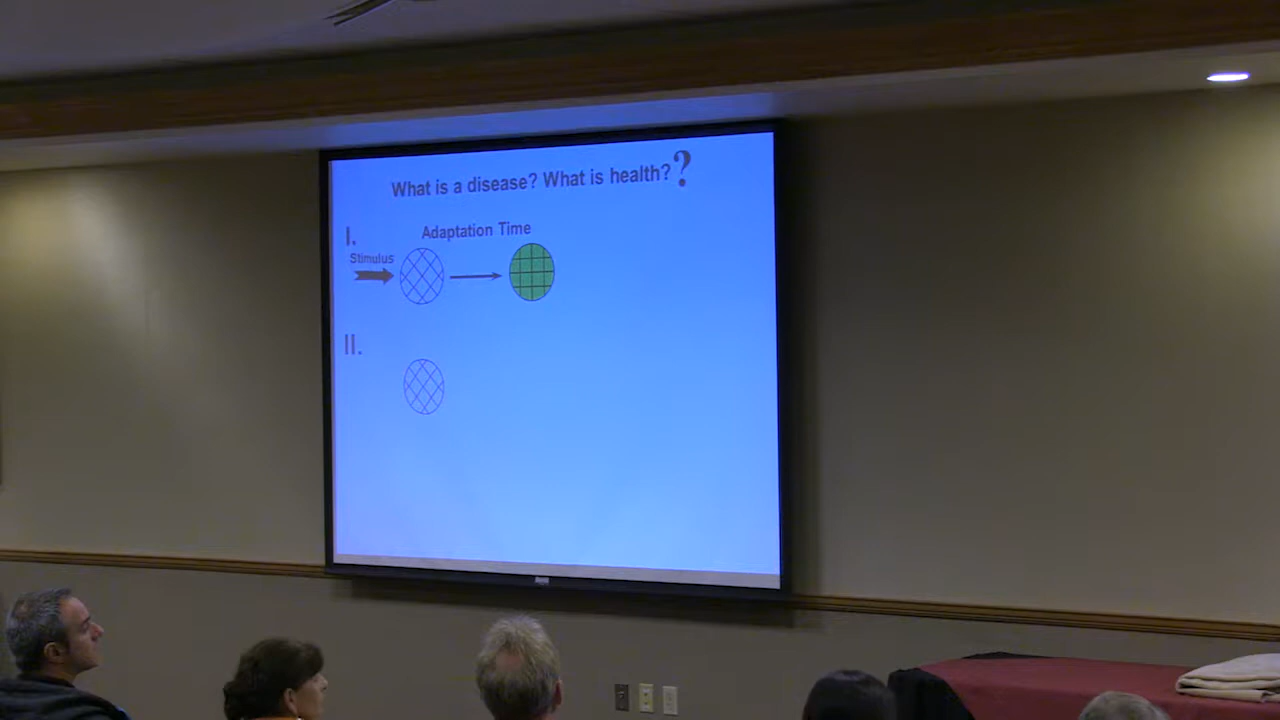 What is a disease? What is health??
I.
Adaptation Time
Stimulus
II.